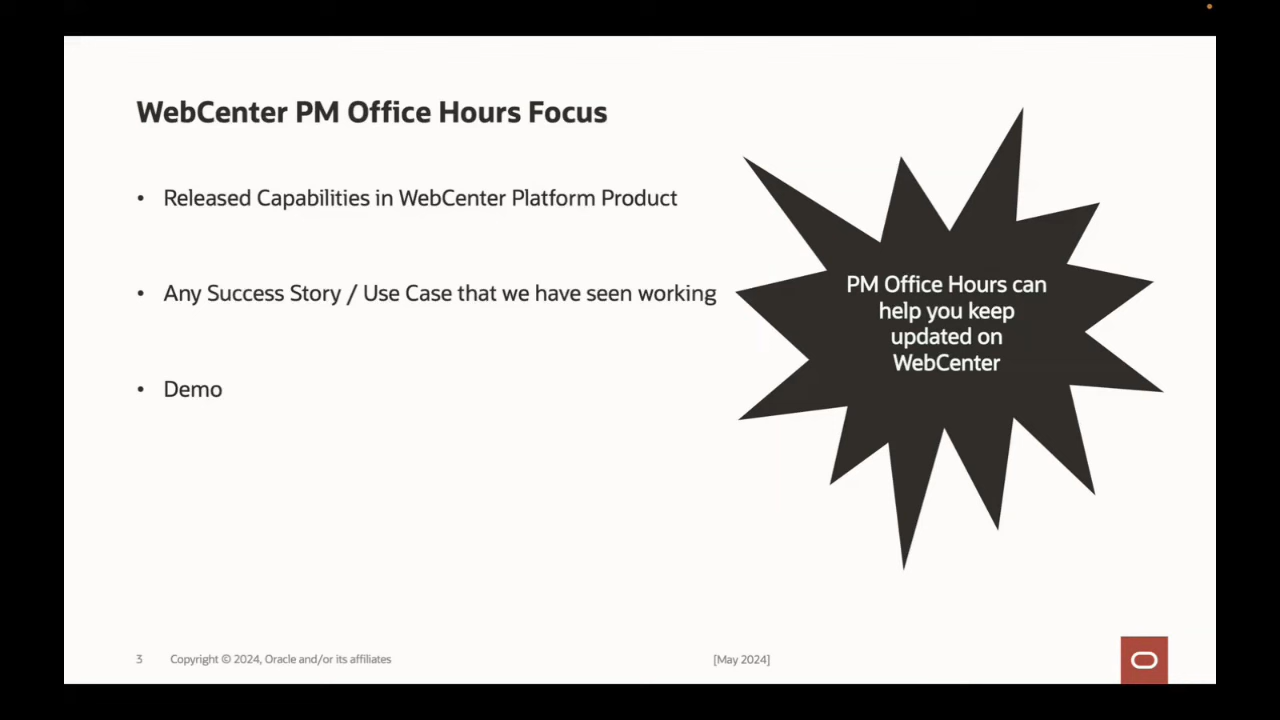 WebCenter PM Office Hours Focus
• Released Capabilities in WebCenter Platform Product
• Any Success Story / Use Case that we have seen working
• Demo
PM Office Hours can
help you keep
updated on
WebCenter
3 Copyright © 2024, Oracle and/or its affiliates [May 2024]